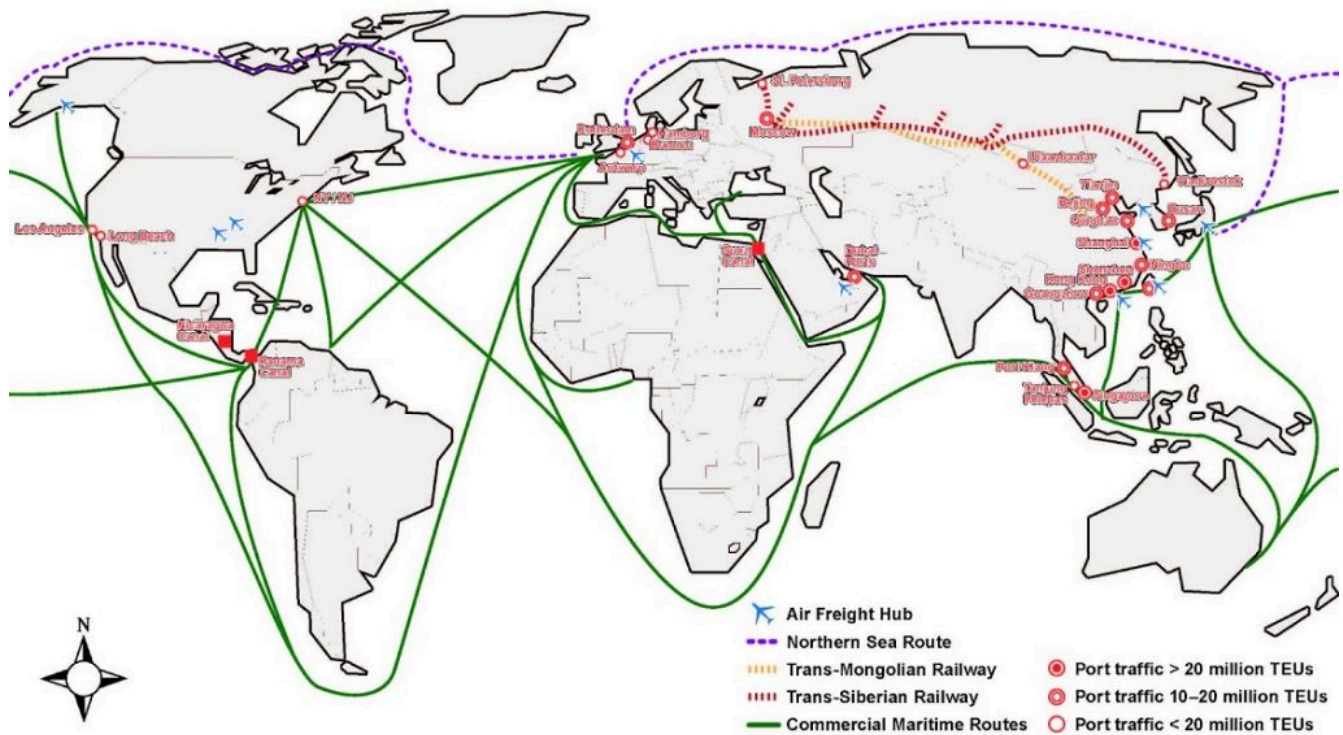 St. Petersburg
Moscow
Hamburg
Bremen
Rotterdam
Antwerp
Ulaanbaatar
Vladivostok
Tianjin
Beijing
Qingdao
Busan
Shanghai
Ningbo
Shenzhen
Hong Kong
Guangzhou
NY / NJ
Los Angeles
Long Beach
Suez
Canal
Dubai
Nicaragua
Canal
Panama
Canal
Port Klang
Tanjung
Pelepas
Singapore
N
Air Freight Hub
Northern Sea Route
Trans-Mongolian Railway
Trans-Siberian Railway
Commercial Maritime Routes
Port traffic > 20 million TEUs
Port traffic 10–20 million TEUs
Port traffic < 20 million TEUs